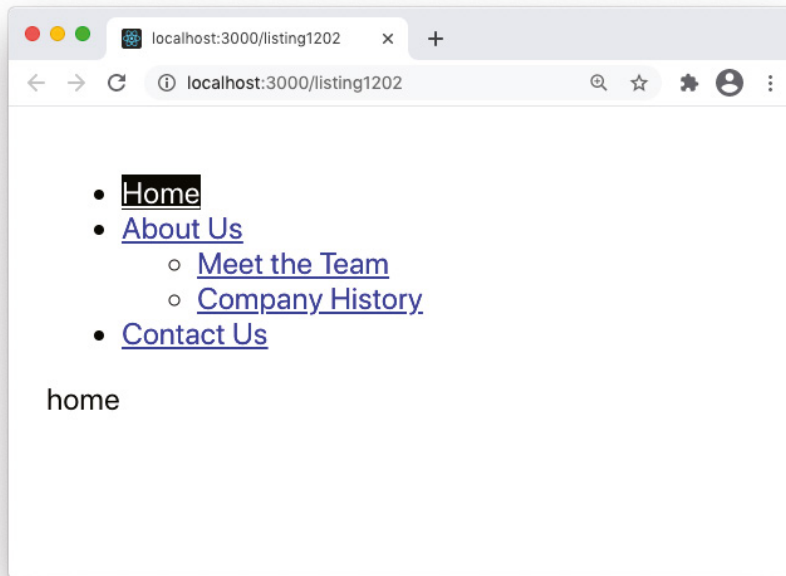 localhost:3000/listing1202
localhost:3000/listing1202
Home
About Us
Meet the Team
Company History
Contact Us
home